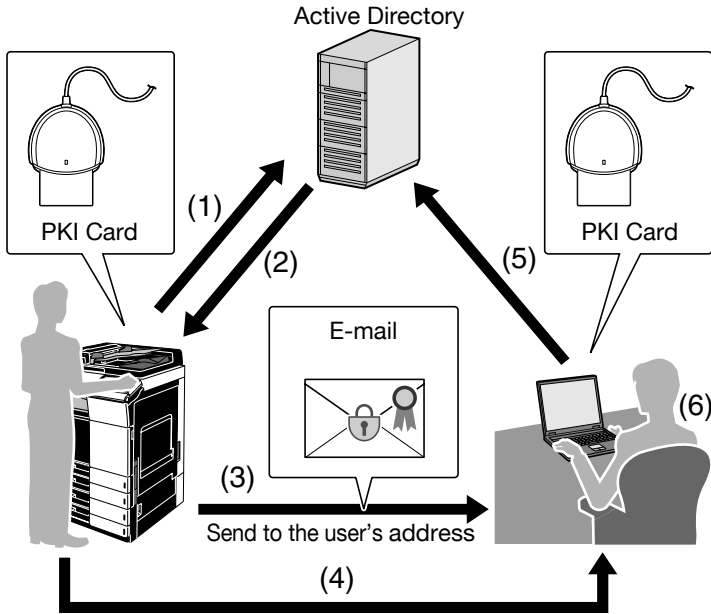 Active Directory
PKI Card
PKI Card
(1)
(2)
(5)
E-mail
(6)
(3)
Send to the user's address
(4)